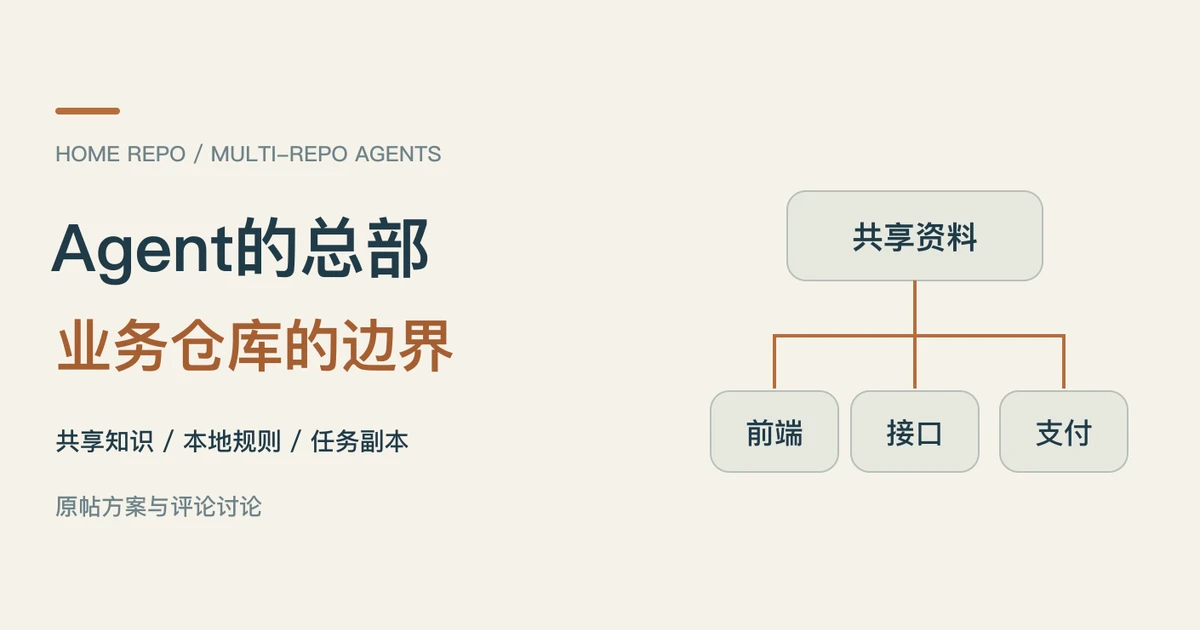 HOME REPO / MULTI-REPO AGENTS
Agent的总部
业务仓库的边界
共享知识 / 本地规则 / 任务副本
原帖方案与评论讨论
共享资料
前端
接口
支付